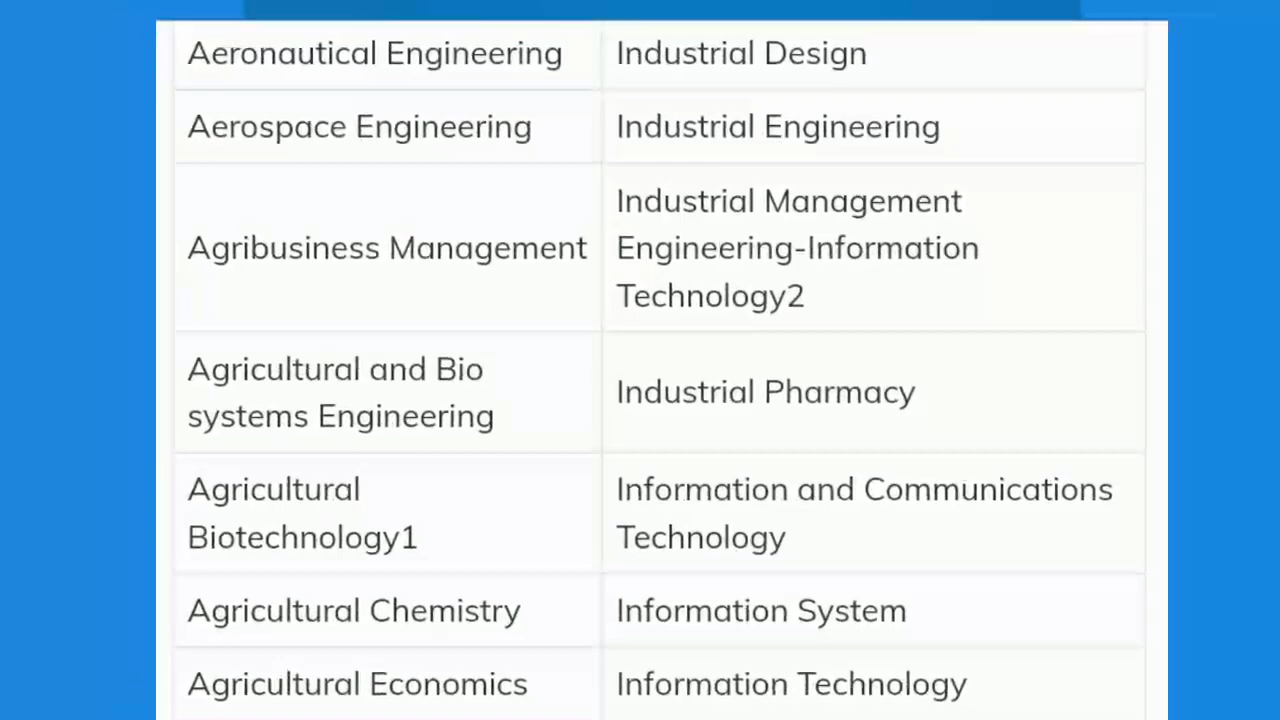 Aeronautical Engineering
Industrial Design
Aerospace Engineering
Industrial Engineering
Agribusiness Management
Industrial Management
Engineering-Information
Technology2
Agricultural and Bio
systems Engineering
Industrial Pharmacy
Agricultural
Biotechnology1
Information and Communications
Technology
Agricultural Chemistry
Information System
Agricultural Economics
Information Technology